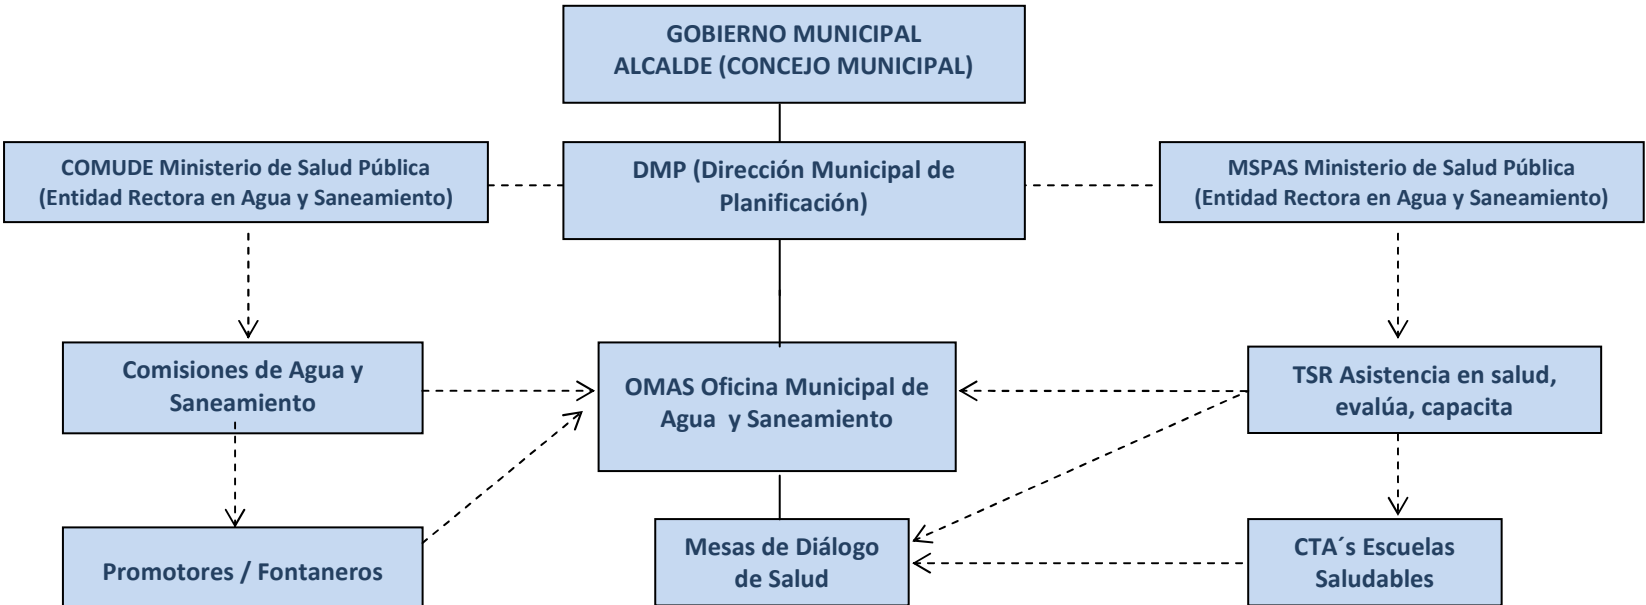 GOBIERNO MUNICIPAL
ALCALDE (CONCEJO MUNICIPAL)
COMUDE Ministerio de Salud Pública
(Entidad Rectora en Agua y Saneamiento)
DMP (Dirección Municipal de
Planificación)
MSPAS Ministerio de Salud Pública
(Entidad Rectora en Agua y Saneamiento)
Comisiones de Agua y
Saneamiento
OMAS Oficina Municipal de
Agua y Saneamiento
TSR Asistencia en salud,
evalúa, capacita
Promotores / Fontaneros
Mesas de Diálogo
de Salud
CTA´s Escuelas
Saludables